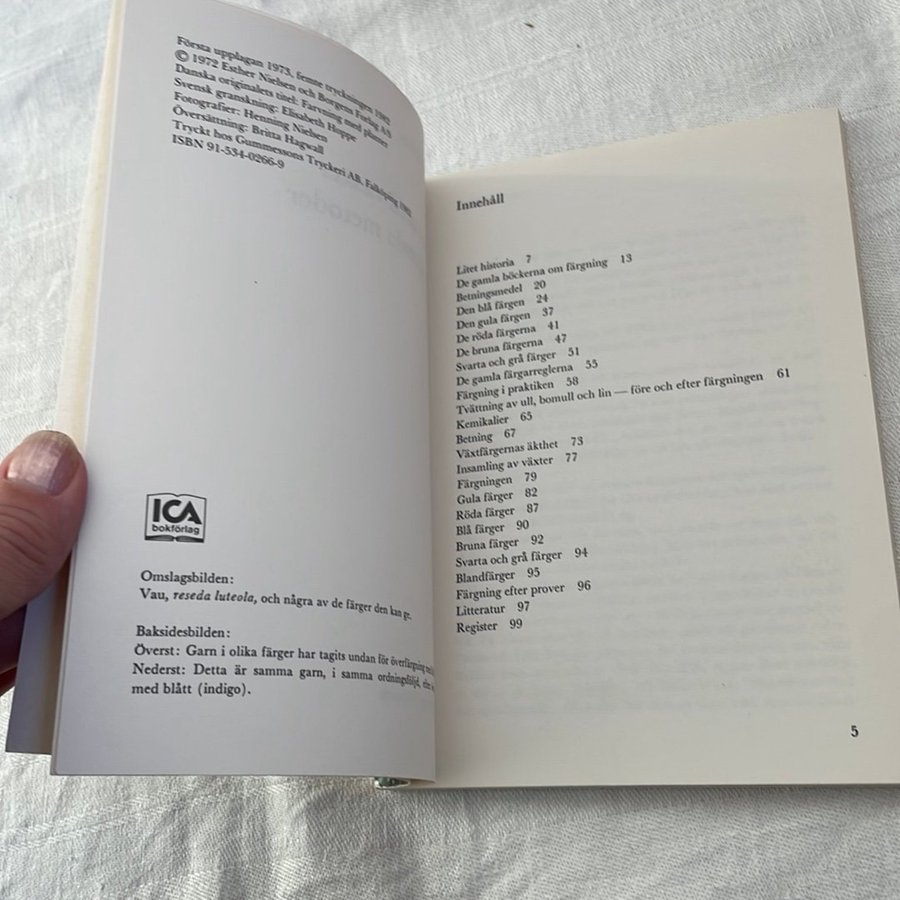 Första upplagan 1973, femte tryckningen 1982
© 1972 Esther Nielsen och Borgens Forlag A/S
Danska originalets titel: Farvning med planter
Svensk granskning: Elisabeth Hoppe
Fotografier: Henning Nielsen
Översättning: Britta Hagwall
Tryckt hos Gummessons Tryckeri AB, Falköping 1982
ISBN 91-534-0266-9
ICA
bokförlag
Omslagsbilden:
Vau, reseda luteola, och några av de färger den kan ge.
Baksidesbilden:
Överst: Garn i olika färger har tagits undan för överfärgning
Nederst: Detta är samma garn, i samma ordningsföljd,
med blått (indigo).
Innehåll
Litet historia 7
De gamla böckerna om färgning 13
Betningsmedel 20
Den blå färgen 24
Den gula färgen 37
De röda färgerna 41
De bruna färgerna 47
Svarta och grå färger 51
De gamla färgarreglerna 55
Färgning i praktiken 58
Tvättning av ull, bomull och lin — före och efter färgningen 61
Kemikalier 65
Betning 67
Växtfärgernas äkthet 73
Insamling av växter 77
Färgningen 79
Gula färger 82
Röda färger 87
Blå färger 90
Bruna färger 92
Svarta och grå färger 94
Blandfärger 95
Färgning efter prover 96
Litteratur 97
Register 99
5